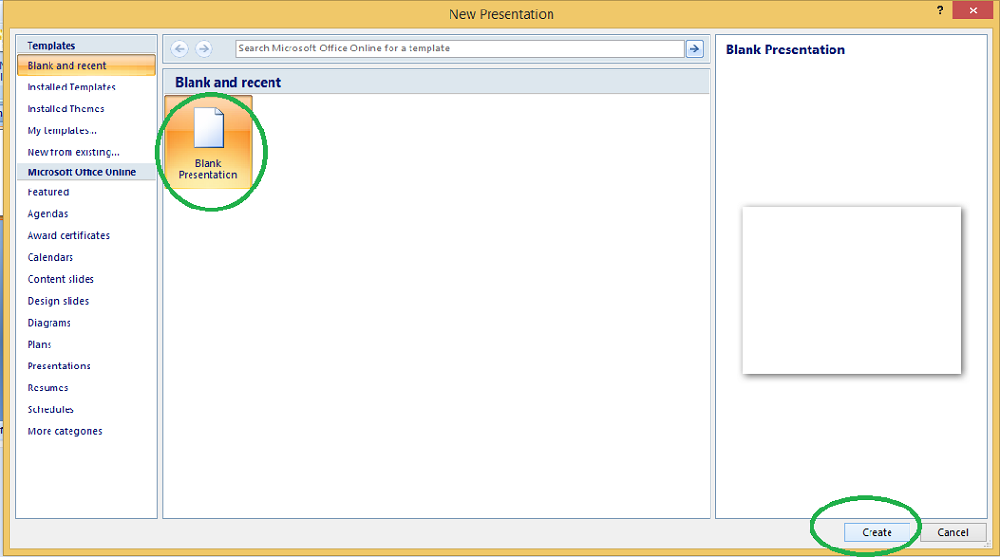 New Presentation
?
Templates
Blank and recent
Installed Templates
Installed Themes
My templates...
New from existing...
Microsoft Office Online
Featured
Agendas
Award certificates
Calendars
Content slides
Design slides
Diagrams
Plans
Presentations
Resumes
Schedules
More categories
Search Microsoft Office Online for a template
Blank and recent
Blank
Presentation
Blank Presentation
Create
Cancel